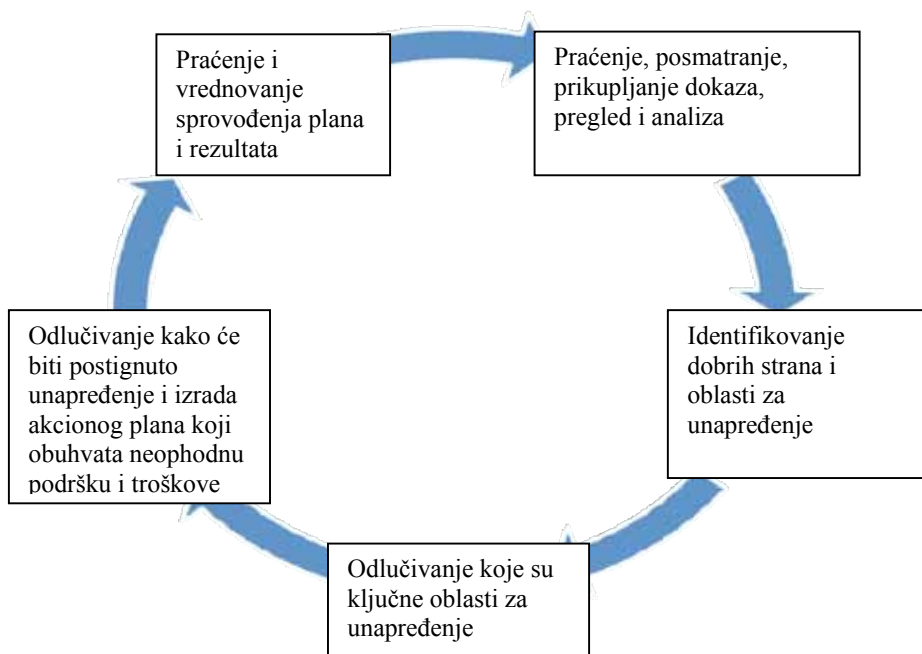 Praćenje i
vrednovanje
sprovođenja plana
i rezultata
Praćenje, posmatranje,
prikupljanje dokaza,
pregled i analiza
Identifikovanje
dobrih strana i
oblasti za
unapređenje
Odlučivanje koje su
ključne oblasti za
unapređenje
Odlučivanje kako će
biti postignuto
unapređenje i izrada
akcionog plana koji
obuhvata neophodnu
podršku i troškove